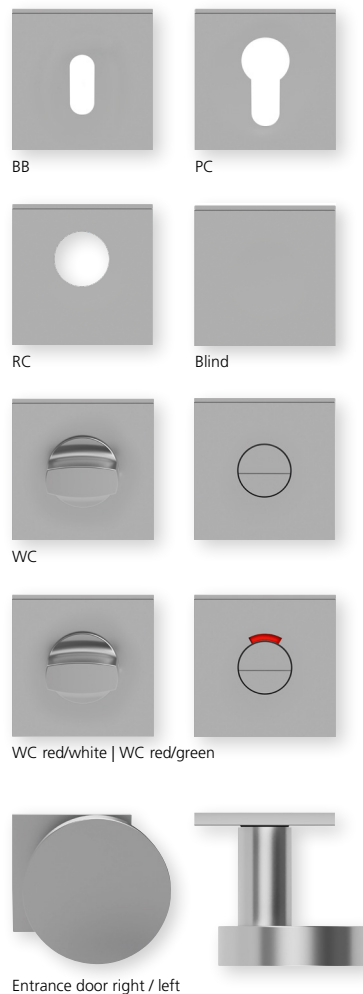 BB
PC
RC
Blind
WC
WC red/white | WC red/green
Entrance door right / left